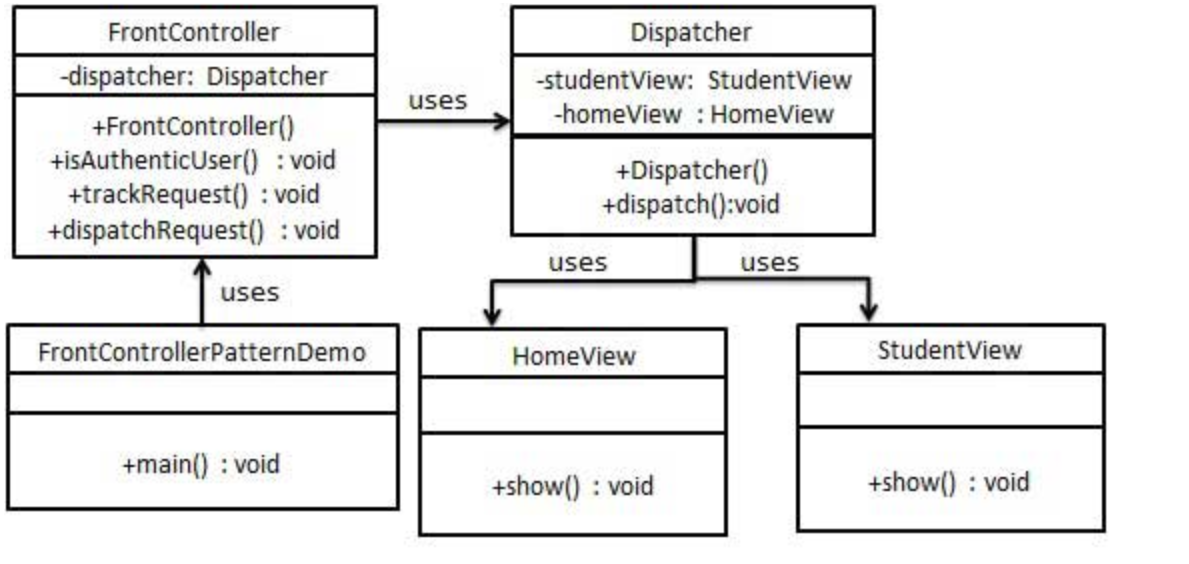 FrontController
-dispatcher: Dispatcher
+FrontController()
+isAuthenticUser() : void
+trackRequest() : void
+dispatchRequest() : void
uses
Dispatcher
-studentView: StudentView
-homeView : HomeView
+Dispatcher()
+dispatch():void
uses
uses
uses
FrontControllerPatternDemo
+main() : void
HomeView
+show() : void
StudentView
+show() : void